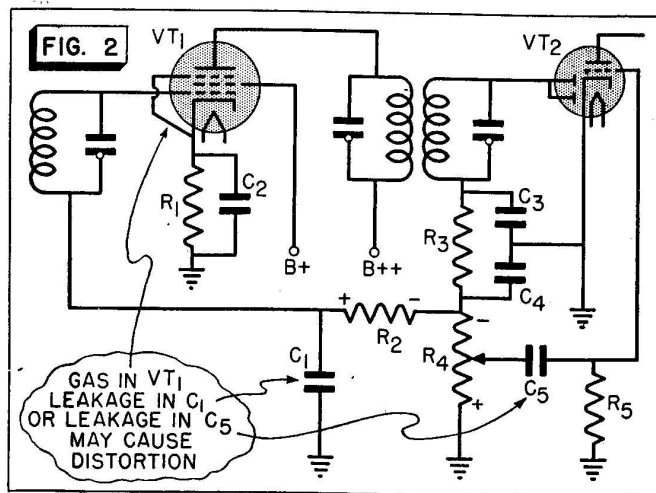 FIG. 2
VT1
VT2
R1
C2
B+
B++
C3
R3
C4
+ -
R2
-
C1
R4
C5
+
R5
GAS IN VT1
LEAKAGE IN C1
OR LEAKAGE IN C5
MAY CAUSE
DISTORTION